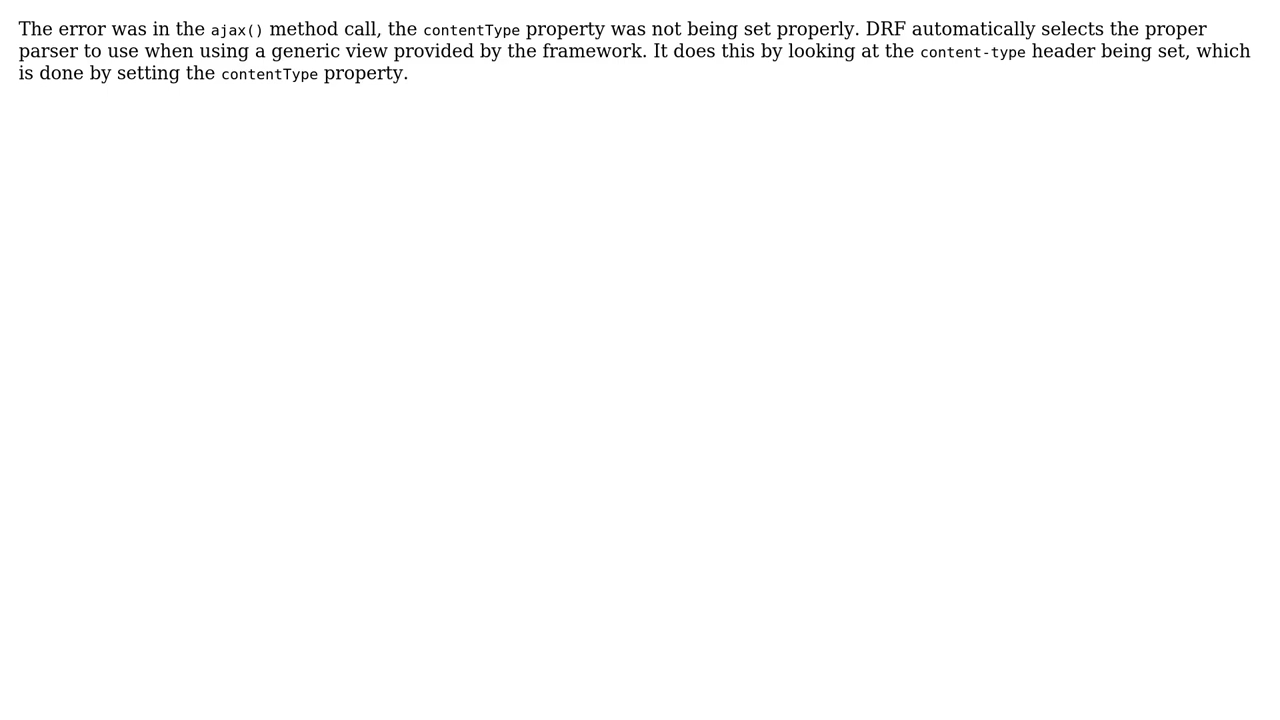 The error was in the ajax() method call, the contentType property was not being set properly. DRF automatically selects the proper
parser to use when using a generic view provided by the framework. It does this by looking at the content-type header being set, which
is done by setting the contentType property.